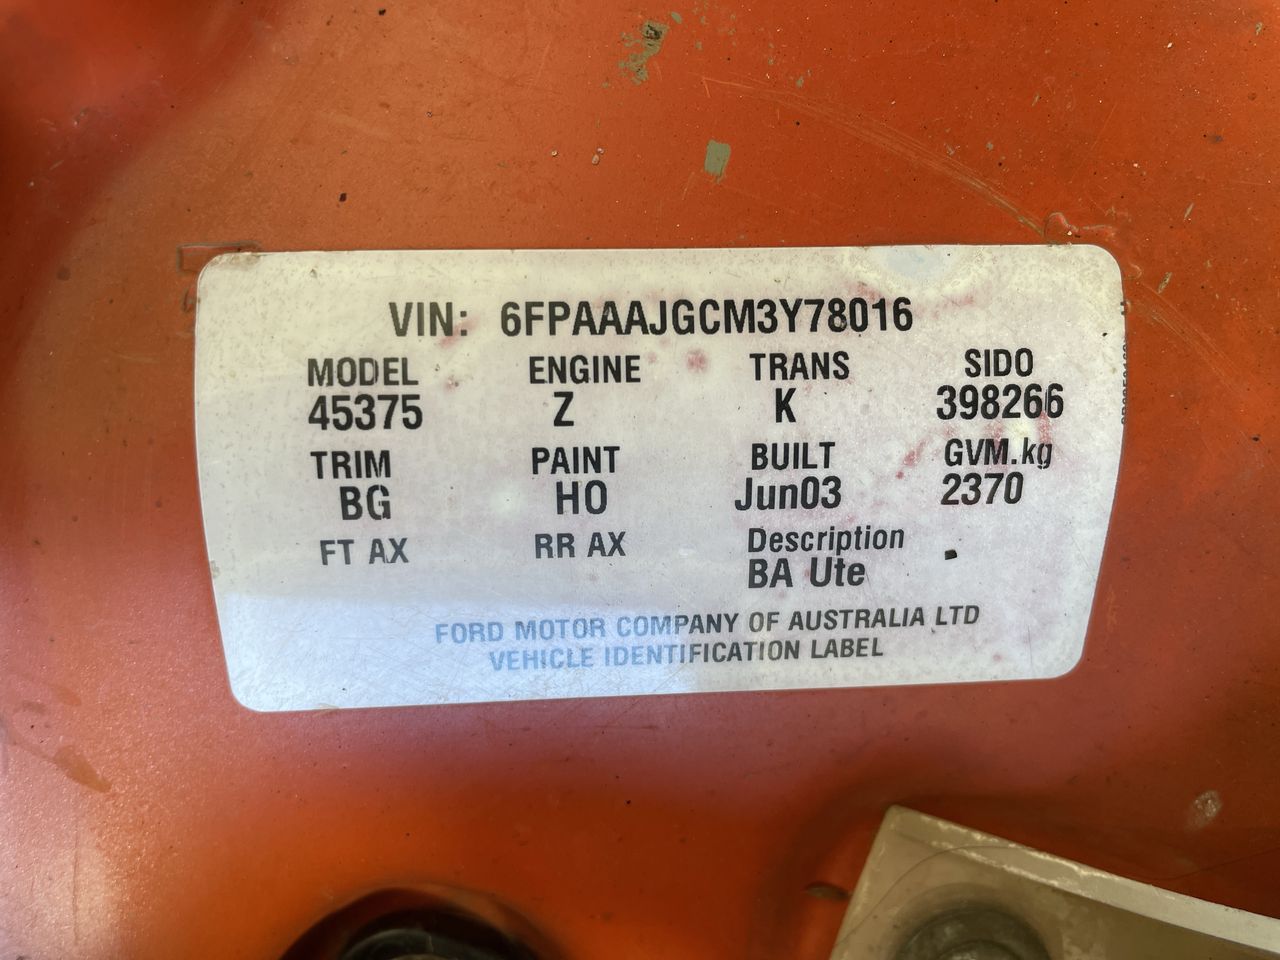 VIN: 6FPAAAJGCM3Y78016
MODEL ENGINE TRANS SIDO
45375 Z K 398266
TRIM PAINT BUILT GVM.kg
BG HO Jun03 2370
FT AX RR AX Description
BA Ute
FORD MOTOR COMPANY OF AUSTRALIA LTD
VEHICLE IDENTIFICATION LABEL